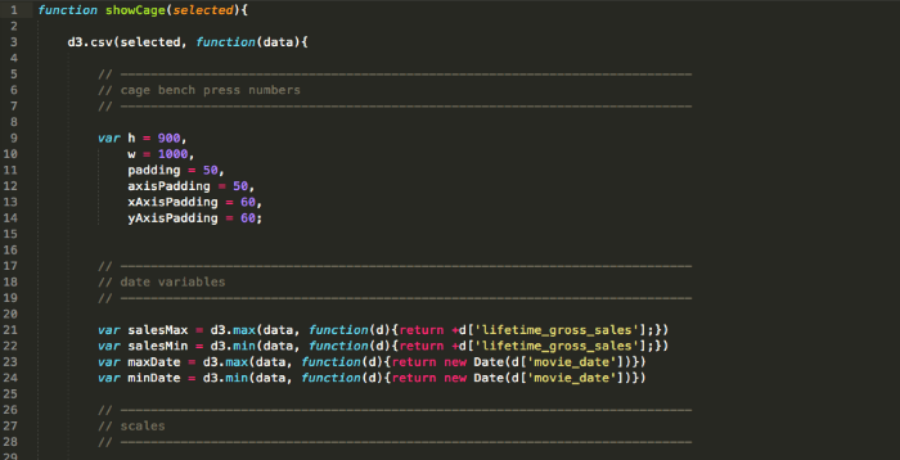 1 function showCage(selected){
2
3 d3.csv(selected, function(data){
4
5 // ────────────────────────────────
6 // cage bench press numbers
7 // ────────────────────────────────
8
9 var h = 900,
10 w = 1000,
11 padding = 50,
12 axisPadding = 50,
13 xAxisPadding = 60,
14 yAxisPadding = 60;
15
16
17 // ────────────────────────────────
18 // date variables
19 // ────────────────────────────────
20
21 var salesMax = d3.max(data, function(d){return +d['lifetime_gross_sales'];})
22 var salesMin = d3.min(data, function(d){return +d['lifetime_gross_sales'];})
23 var maxDate = d3.max(data, function(d){return new Date(d['movie_date'])})
24 var minDate = d3.min(data, function(d){return new Date(d['movie_date'])})
25
26 // ────────────────────────────────
27 // scales
28 // ────────────────────────────────
29